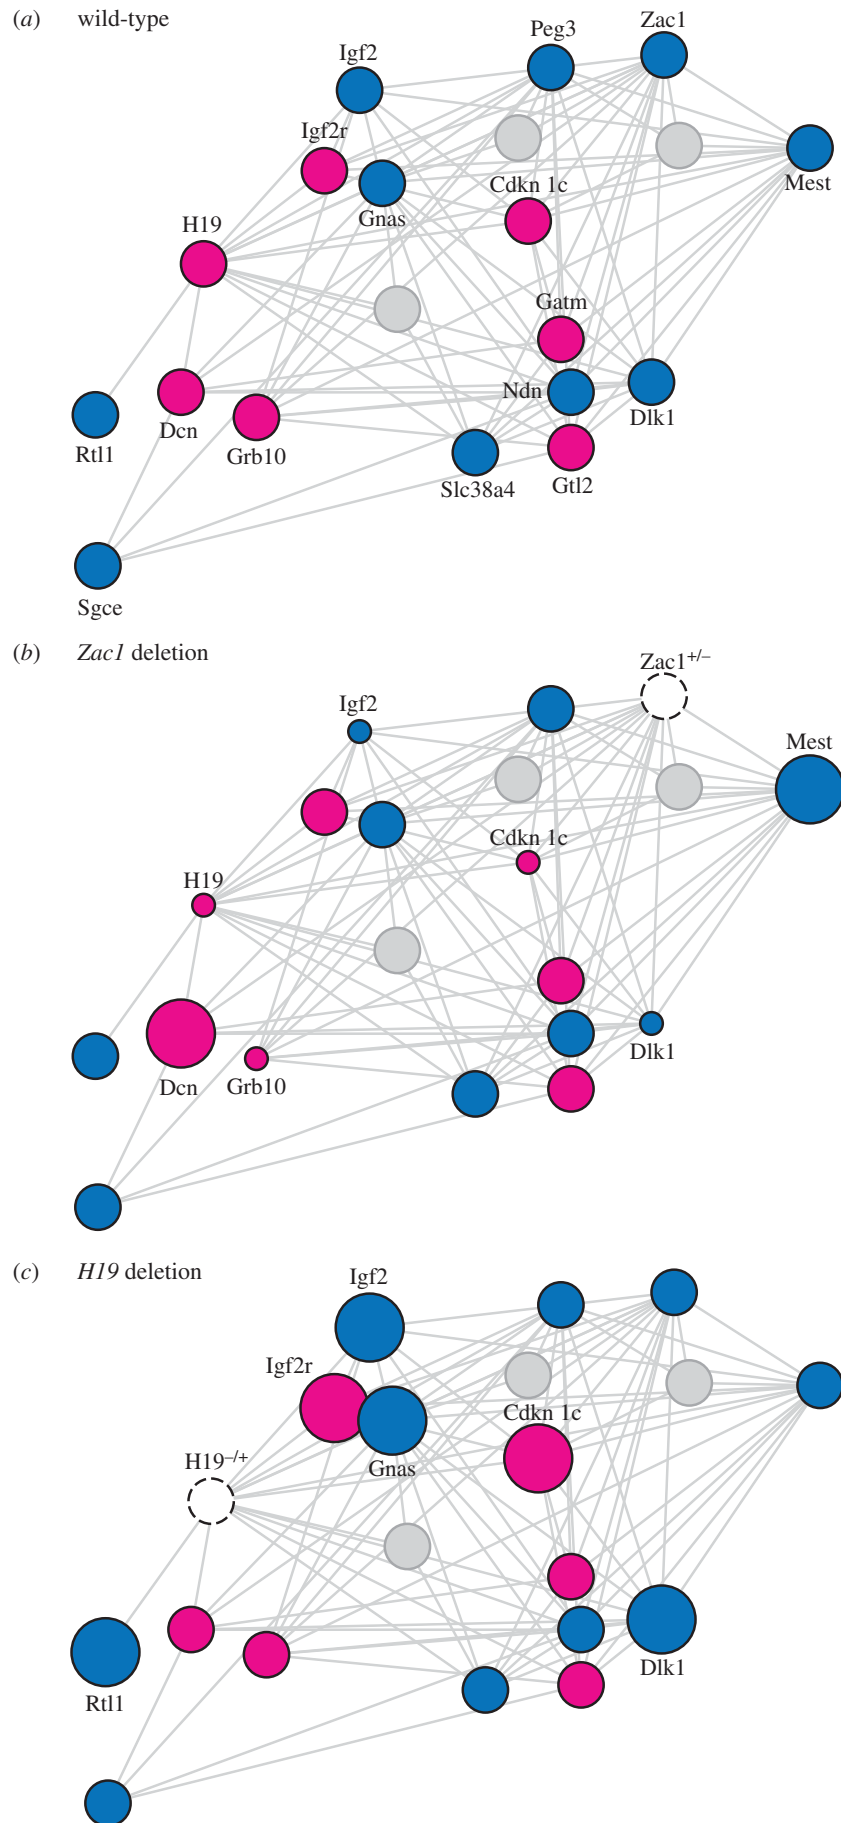 (a) wild-type
Igf2
Peg3
Zac1
Igf2r
Gnas
Cdkn 1c
Mest
H19
Gatm
Ndn
Dlk1
Rtl1
Dcn
Grb10
Slc38a4
Gtl2
Sgce
(b) Zac1 deletion
Zac1+/–
Igf2
Mest
Cdkn 1c
H19
Dlk1
Dcn
Grb10
(c) H19 deletion
Igf2
Igf2r
Cdkn 1c
Gnas
H19–/+
Rtl1
Dlk1